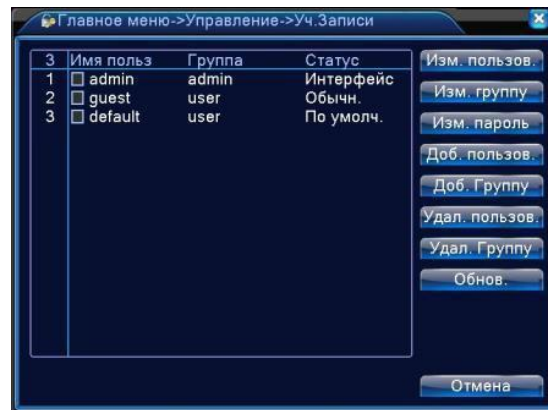 Главное меню->Управление->Уч.Записи
3 Имя польз Группа Статус
1 admin admin Интерфейс
2 guest user Обычн.
3 default user По умолч.
Изм. пользов.
Изм. группу
Изм. пароль
Доб. пользов.
Доб. Группу
Удал. пользов.
Удал. Группу
Обнов.
Отмена